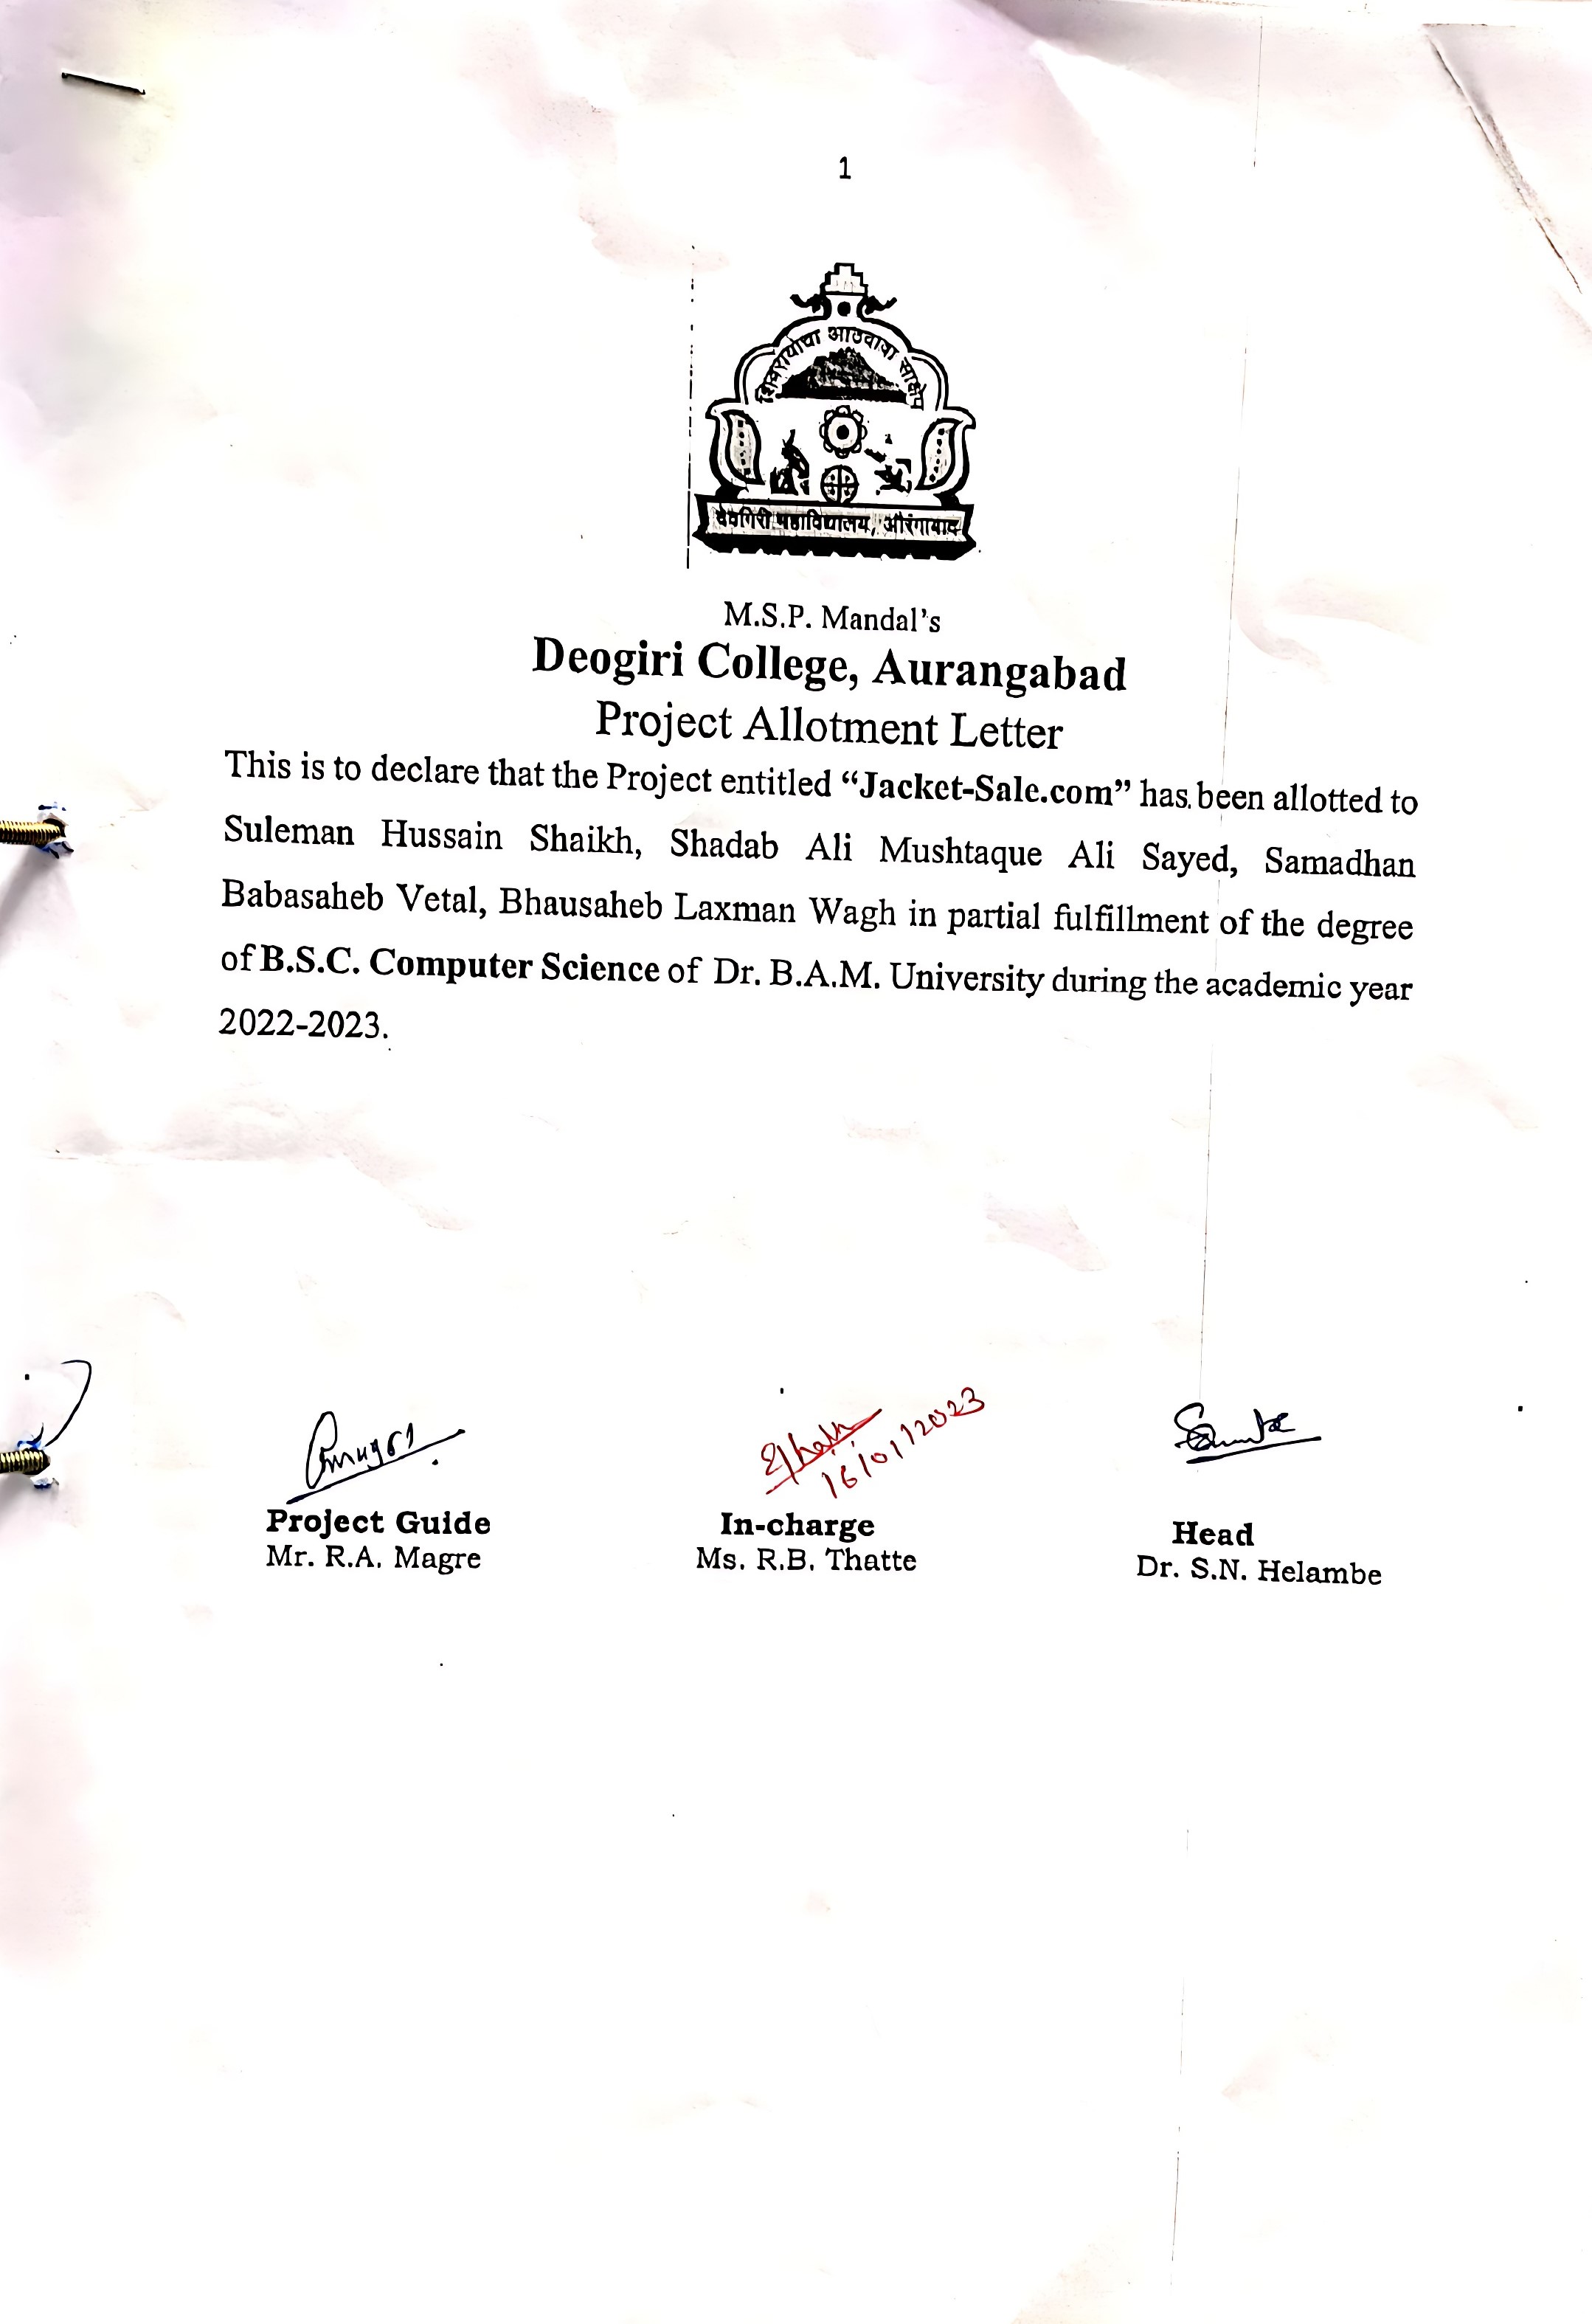 1
शिवरायांचा आठवावा साक्षेप
देवगिरी महाविद्यालय, औरंगाबाद
M.S.P. Mandal's
Deogiri College, Aurangabad
Project Allotment Letter
This is to declare that the Project entitled “Jacket-Sale.com” has been allotted to
Suleman Hussain Shaikh, Shadab Ali Mushtaque Ali Sayed, Samadhan
Babasaheb Vetal, Bhausaheb Laxman Wagh in partial fulfillment of the degree
of B.S.C. Computer Science of Dr. B.A.M. University during the academic year
2022-2023.
16/01/2023
Project Guide In-charge Head
Mr. R.A. Magre Ms. R.B. Thatte Dr. S.N. Helambe